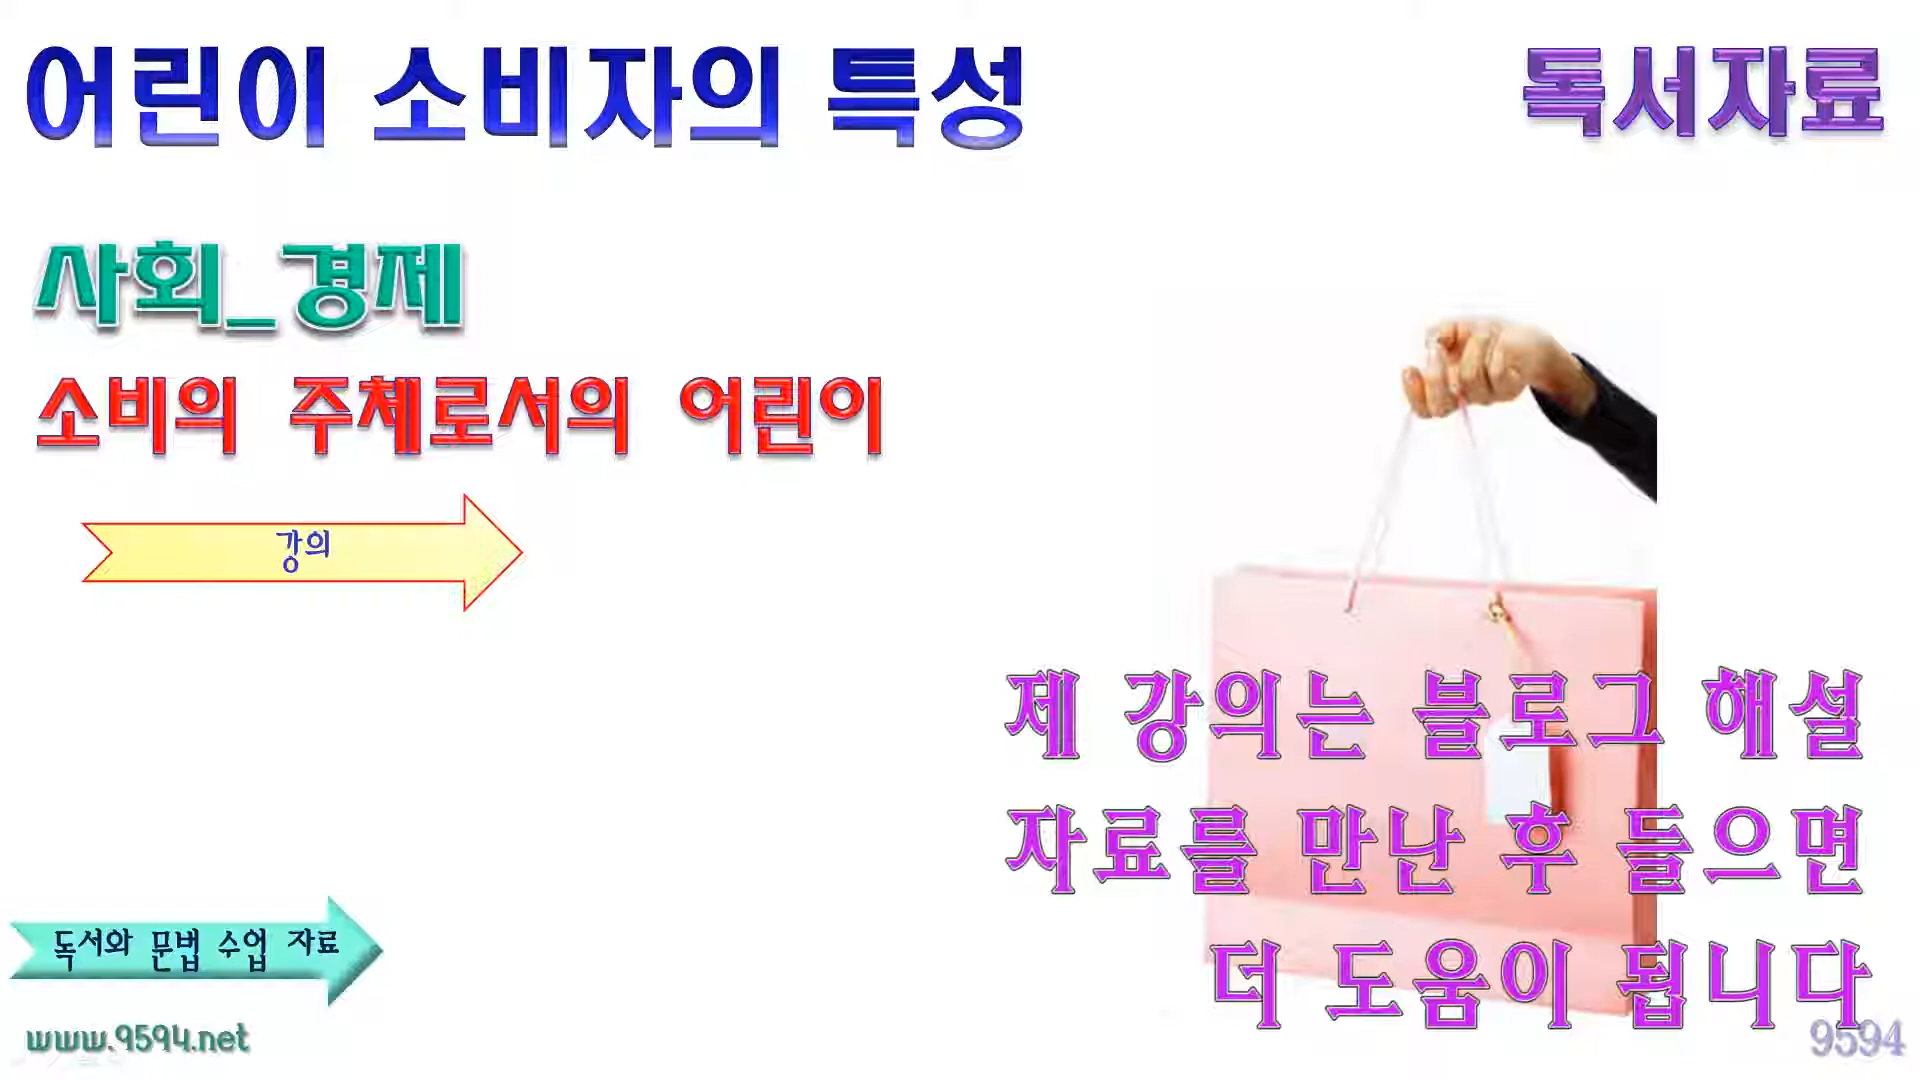 어린이 소비자의 특성
독서자료
사회_경제
소비의 주체로서의 어린이
강의
제 강의는 블로그 해설
자료를 만난 후 들으면
더 도움이 됩니다
독서와 문법 수업 자료
www.9594.net
9594